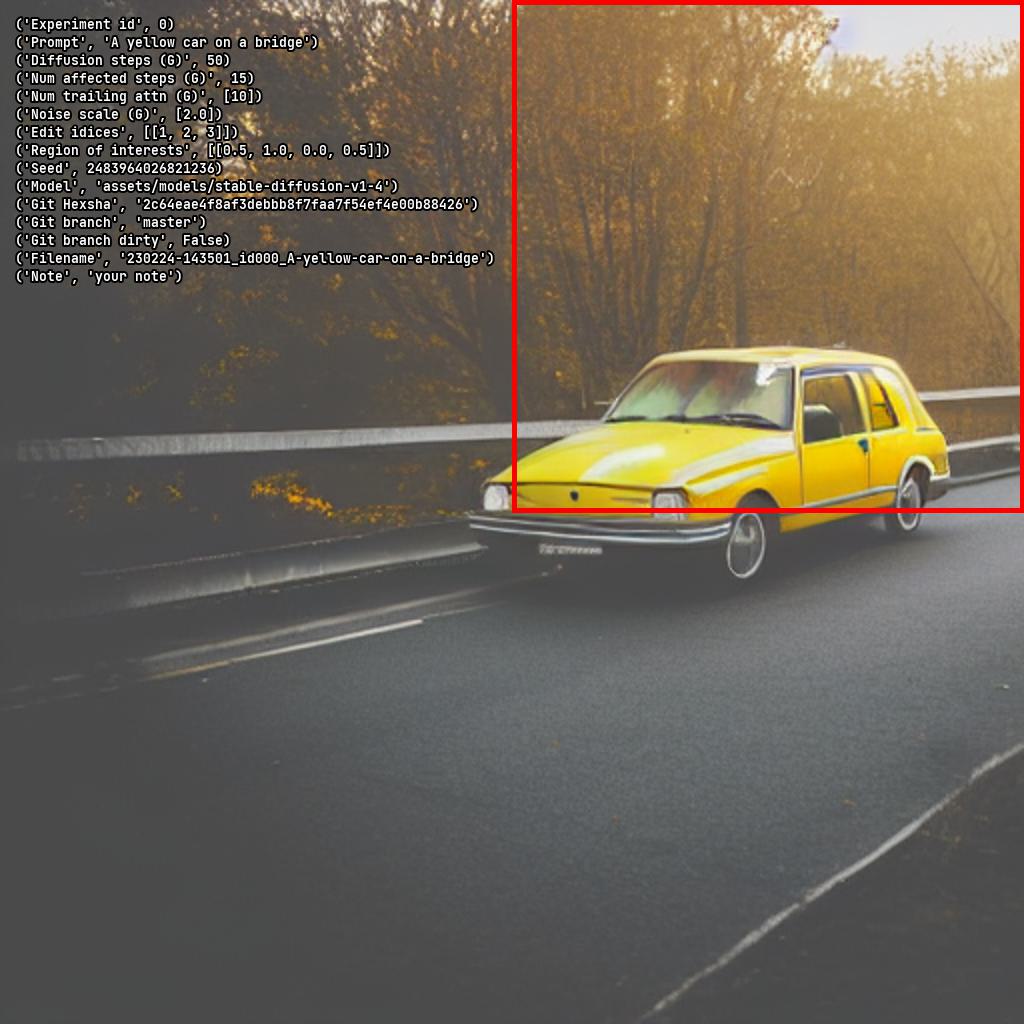 ('Experiment id', 0)
('Prompt', 'A yellow car on a bridge')
('Diffusion steps (G)', 50)
('Num affected steps (G)', 15)
('Num trailing attn (G)', [10])
('Noise scale (G)', [2.0])
('Edit idices', [[1, 2, 3]])
('Region of interests', [[0.5, 1.0, 0.0, 0.5]])
('Seed', 2483964026821236)
('Model', 'assets/models/stable-diffusion-v1-4')
('Git Hexsha', '2c64eae4f8af3debbb8f7faa7f54ef4e00b88426')
('Git branch', 'master')
('Git branch dirty', False)
('Filename', '230224-143501_id000_A-yellow-car-on-a-bridge')
('Note', 'your note')